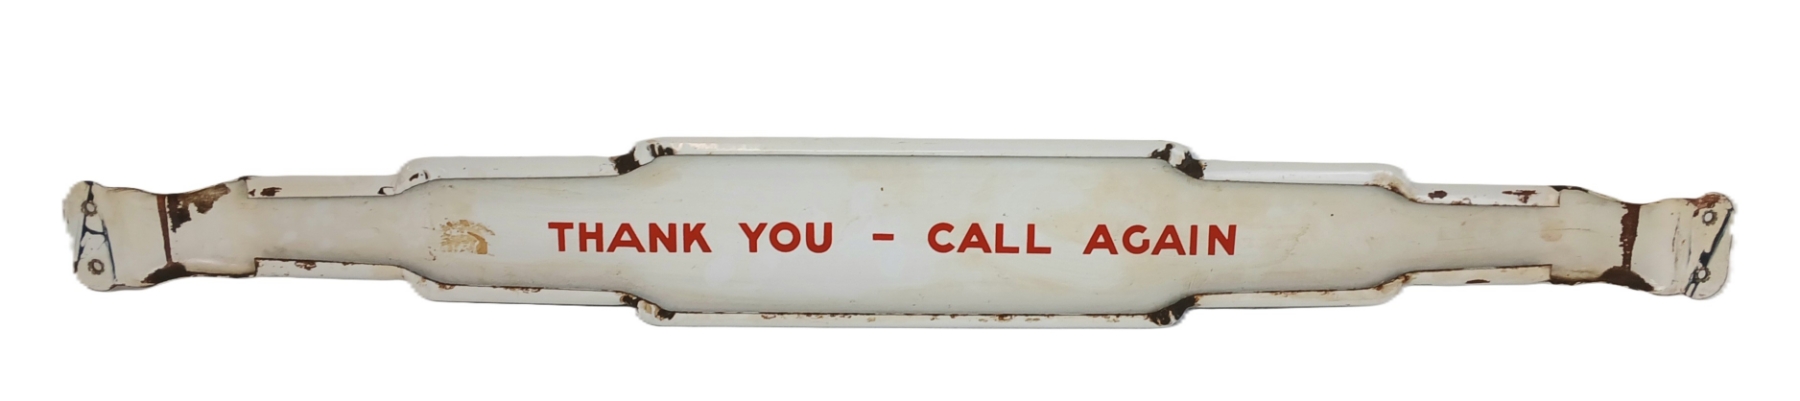 THANK YOU - CALL AGAIN